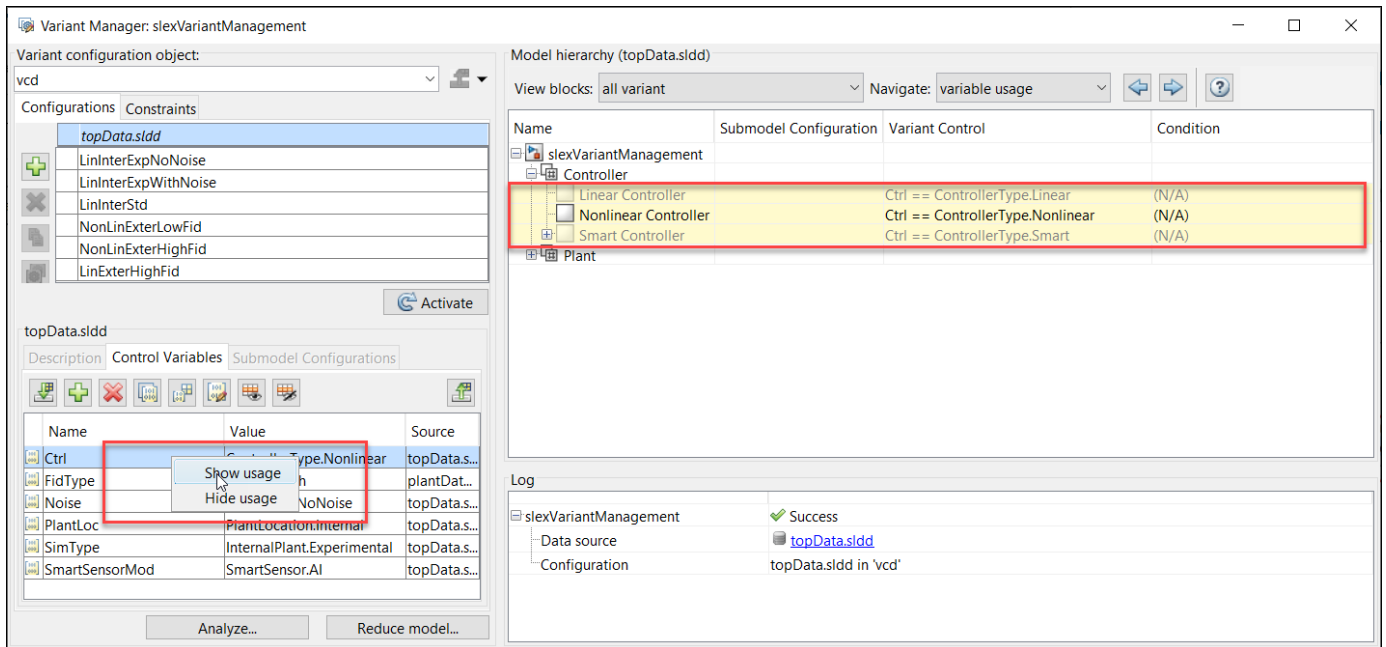 Variant Manager: slexVariantManagement
Variant configuration object:
vcd
Configurations Constraints
topData.sldd
LinInterExpNoNoise
LinInterExpWithNoise
LinInterStd
NonLinExterLowFid
NonLinExterHighFid
LinExterHighFid
Activate
topData.sldd
Description Control Variables Submodel Configurations
Name Value Source
Ctrl Type.Nonlinear topData.s...
FidType h plantDat...
Noise NoNoise topData.s...
PlantLoc PlantLocation.Internal topData.s...
SimType InternalPlant.Experimental topData.s...
SmartSensorMod SmartSensor.AI topData.s...
Show usage
Hide usage
Analyze... Reduce model...
Model hierarchy (topData.sldd)
View blocks: all variant Navigate: variable usage
Name Submodel Configuration Variant Control Condition
slexVariantManagement
Controller
Linear Controller Ctrl == ControllerType.Linear (N/A)
Nonlinear Controller Ctrl == ControllerType.Nonlinear (N/A)
Smart Controller Ctrl == ControllerType.Smart (N/A)
Plant
Log
slexVariantManagement Success
Data source topData.sldd
Configuration topData.sldd in 'vcd'